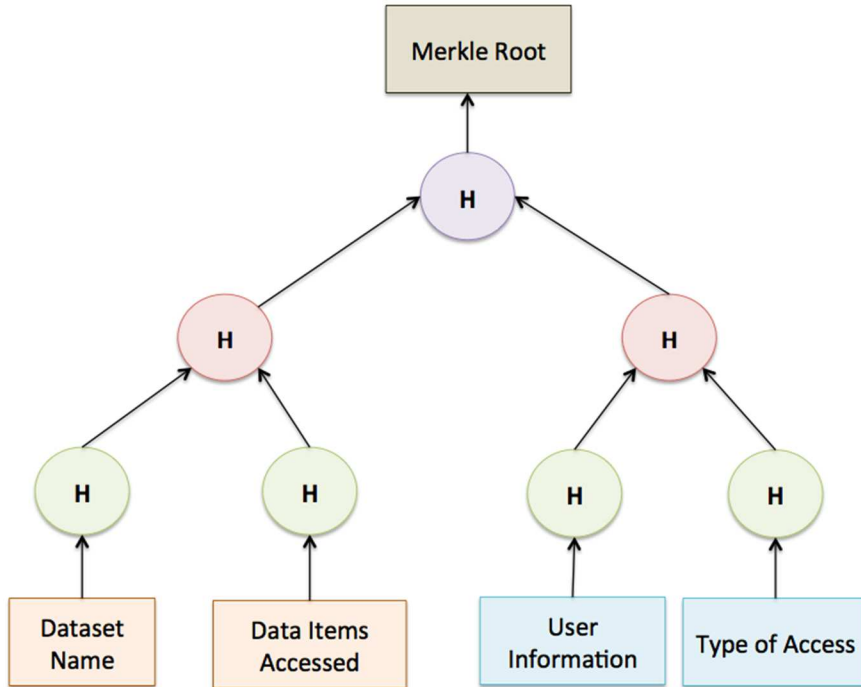 Merkle Root
H
H
H
H
H
H
H
Dataset
Name
Data Items
Accessed
User
Information
Type of Access